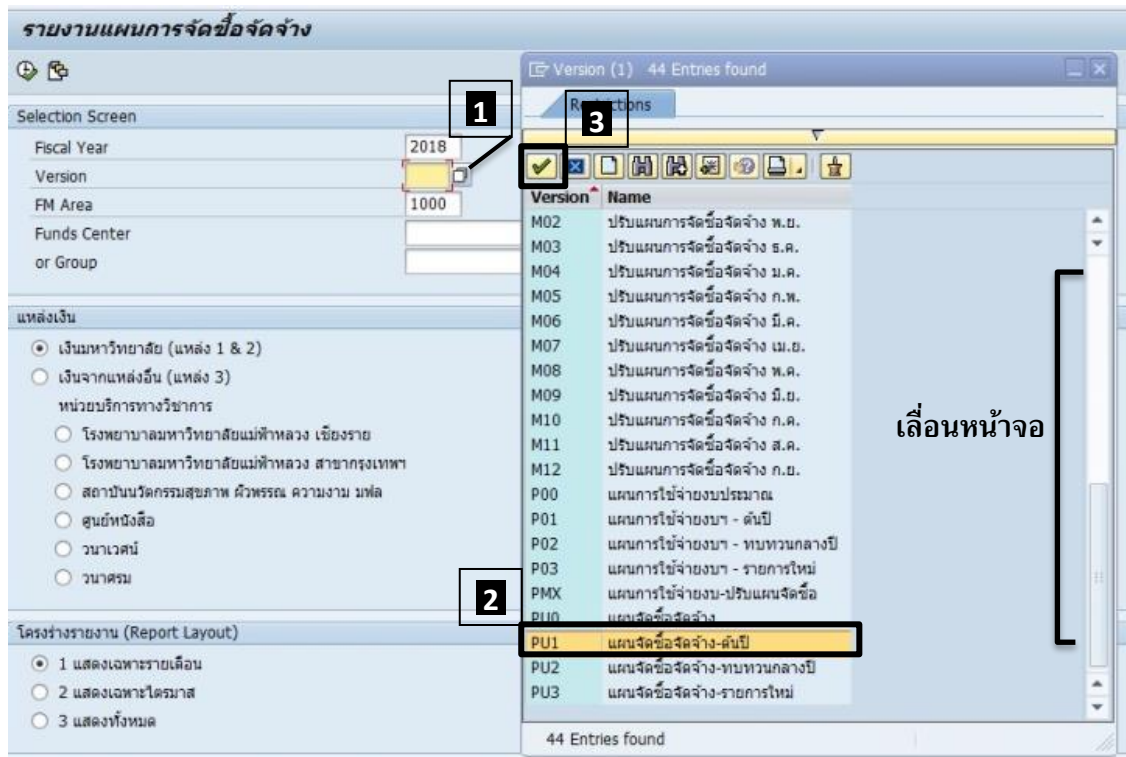 รายงานแผนการจัดซื้อจัดจ้าง
Selection Screen
Fiscal Year 2018
Version
FM Area 1000
Funds Center
or Group
1
แหล่งเงิน
เงินมหาวิทยาลัย (แหล่ง 1 & 2)
เงินจากแหล่งอื่น (แหล่ง 3)
หน่วยบริการทางวิชาการ
โรงพยาบาลมหาวิทยาลัยแม่ฟ้าหลวง เชียงราย
โรงพยาบาลมหาวิทยาลัยแม่ฟ้าหลวง สาขากรุงเทพฯ
สถาบันนวัตกรรมสุขภาพ ผิวพรรณ ความงาม มฟล
ศูนย์หนังสือ
วนาเวศน์
วนาศรม
2
โครงร่างรายงาน (Report Layout)
1 แสดงเฉพาะรายเดือน
2 แสดงเฉพาะไตรมาส
3 แสดงทั้งหมด
Version (1) 44 Entries found
Restrictions
3
Version Name
M02 ปรับแผนการจัดซื้อจัดจ้าง พ.ย.
M03 ปรับแผนการจัดซื้อจัดจ้าง ธ.ค.
M04 ปรับแผนการจัดซื้อจัดจ้าง ม.ค.
M05 ปรับแผนการจัดซื้อจัดจ้าง ก.พ.
M06 ปรับแผนการจัดซื้อจัดจ้าง มี.ค.
M07 ปรับแผนการจัดซื้อจัดจ้าง เม.ย.
M08 ปรับแผนการจัดซื้อจัดจ้าง พ.ค.
M09 ปรับแผนการจัดซื้อจัดจ้าง มิ.ย.
M10 ปรับแผนการจัดซื้อจัดจ้าง ก.ค.
M11 ปรับแผนการจัดซื้อจัดจ้าง ส.ค.
M12 ปรับแผนการจัดซื้อจัดจ้าง ก.ย.
P00 แผนการใช้จ่ายงบประมาณ
P01 แผนการใช้จ่ายงบฯ - ต้นปี
P02 แผนการใช้จ่ายงบฯ - ทบทวนกลางปี
P03 แผนการใช้จ่ายงบฯ - รายการใหม่
PMX แผนการใช้จ่ายงบ-ปรับแผนจัดซื้อ
PU0 แผนจัดซื้อจัดจ้าง
PU1 แผนจัดซื้อจัดจ้าง-ต้นปี
PU2 แผนจัดซื้อจัดจ้าง-ทบทวนกลางปี
PU3 แผนจัดซื้อจัดจ้าง-รายการใหม่
เลื่อนหน้าจอ
44 Entries found